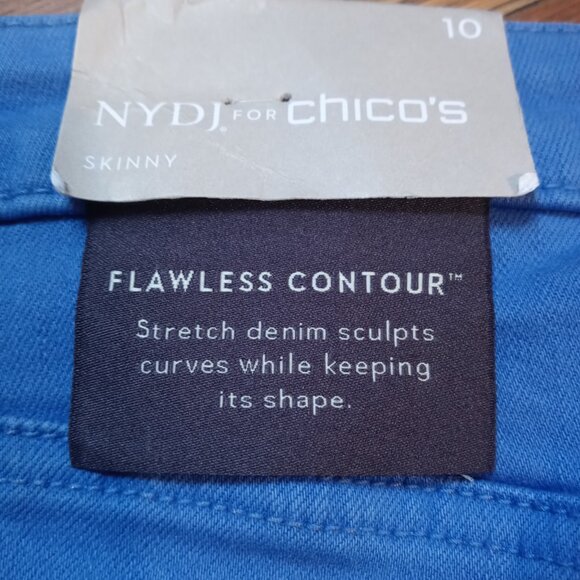 10
NYDJ® FOR chico's
SKINNY
FLAWLESS CONTOUR™
Stretch denim sculpts
curves while keeping
its shape.